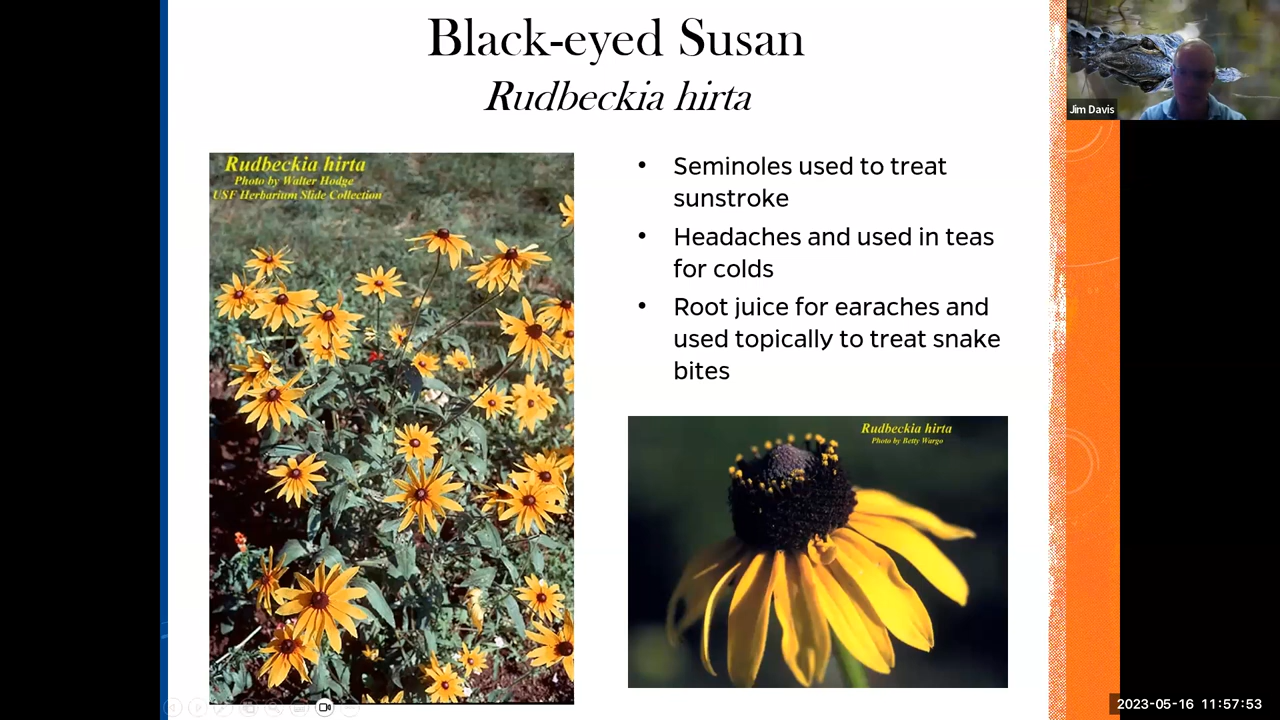 Black-eyed Susan
Rudbeckia hirta
Jim Davis
Rudbeckia hirta
Photo by Walter Hodge
USF Herbarium Slide Collection
• Seminoles used to treat
sunstroke
• Headaches and used in teas
for colds
• Root juice for earaches and
used topically to treat snake
bites
Rudbeckia hirta
Photo by Betty Wargo
2023-05-16 11:57:53